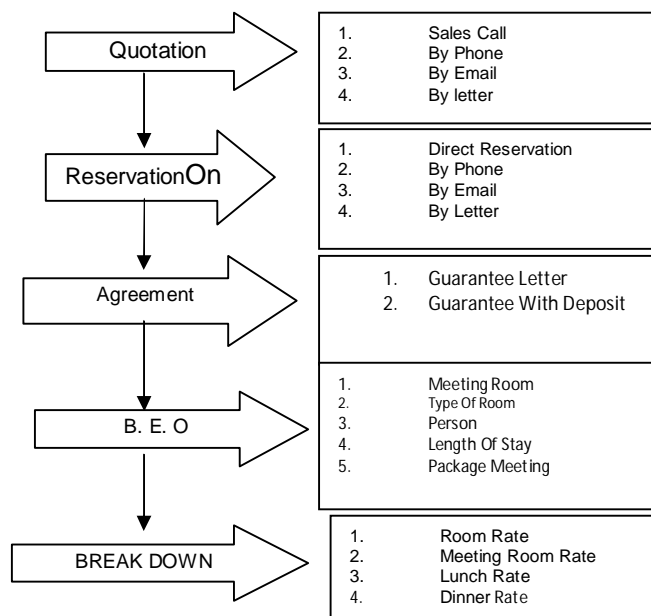 Quotation
1. Sales Call
2. By Phone
3. By Email
4. By letter
ReservationOn
1. Direct Reservation
2. By Phone
3. By Email
4. By Letter
Agreement
1. Guarantee Letter
2. Guarantee With Deposit
B. E. O
1. Meeting Room
2. Type Of Room
3. Person
4. Length Of Stay
5. Package Meeting
BREAK DOWN
1. Room Rate
2. Meeting Room Rate
3. Lunch Rate
4. Dinner Rate